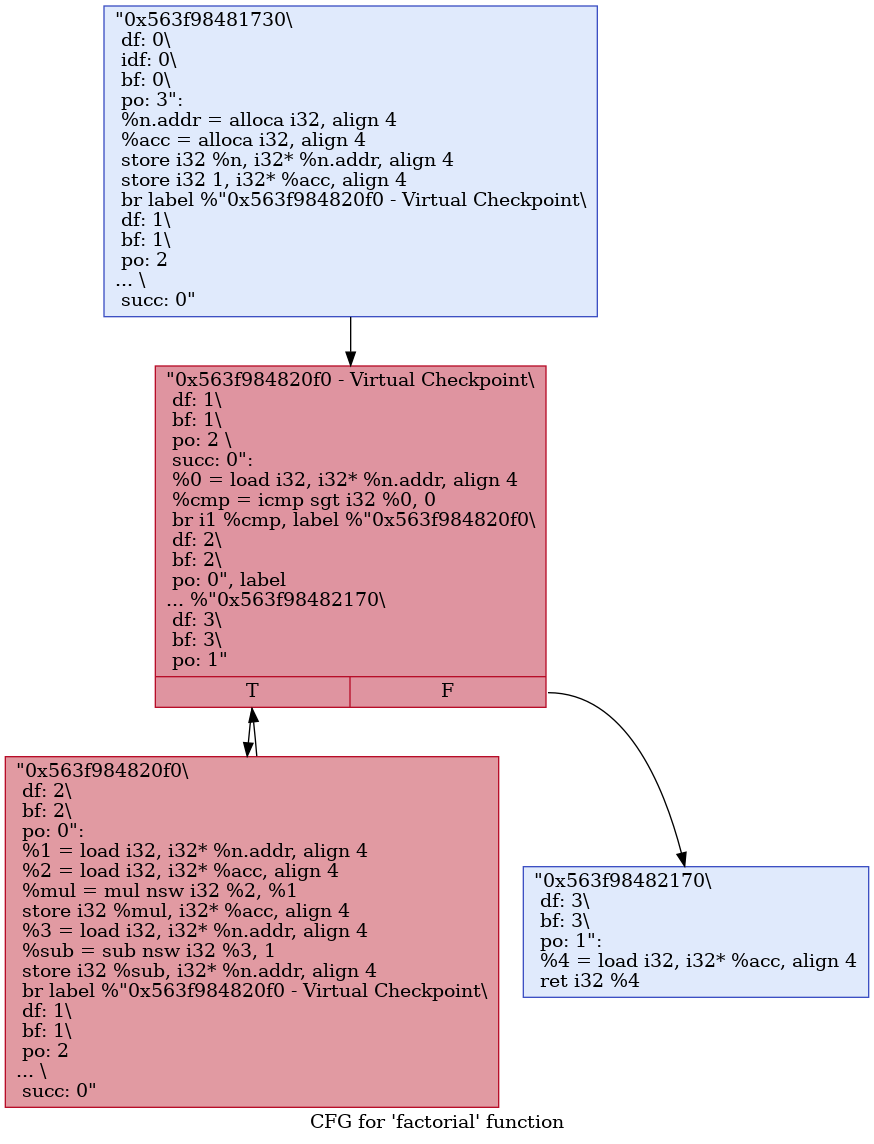 "0x563f98481730\
df: 0\
idf: 0\
bf: 0\
po: 3":
%n.addr = alloca i32, align 4
%acc = alloca i32, align 4
store i32 %n, i32* %n.addr, align 4
store i32 1, i32* %acc, align 4
br label %"0x563f984820f0 - Virtual Checkpoint\
df: 1\
bf: 1\
po: 2
... \
succ: 0"
"0x563f984820f0 - Virtual Checkpoint\
df: 1\
bf: 1\
po: 2 \
succ: 0":
%0 = load i32, i32* %n.addr, align 4
%cmp = icmp sgt i32 %0, 0
br i1 %cmp, label %"0x563f984820f0\
df: 2\
bf: 2\
po: 0", label
... %"0x563f98482170\
df: 3\
bf: 3\
po: 1"
T F
"0x563f984820f0\
df: 2\
bf: 2\
po: 0":
%1 = load i32, i32* %n.addr, align 4
%2 = load i32, i32* %acc, align 4
%mul = mul nsw i32 %2, %1
store i32 %mul, i32* %acc, align 4
%3 = load i32, i32* %n.addr, align 4
%sub = sub nsw i32 %3, 1
store i32 %sub, i32* %n.addr, align 4
br label %"0x563f984820f0 - Virtual Checkpoint\
df: 1\
bf: 1\
po: 2
... \
succ: 0"
"0x563f98482170\
df: 3\
bf: 3\
po: 1":
%4 = load i32, i32* %acc, align 4
ret i32 %4
CFG for 'factorial' function